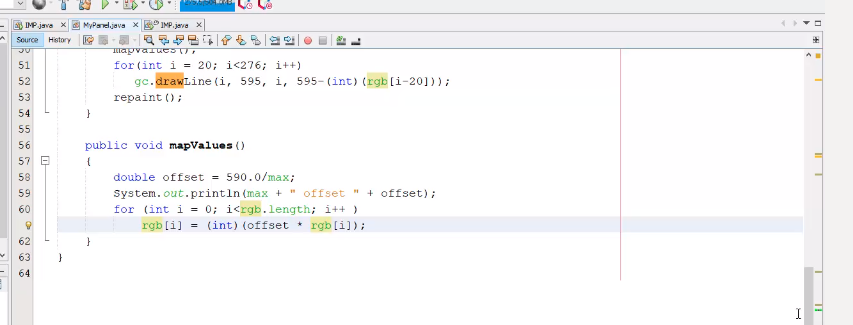 IMP.java MyPanel.java IMP.java
Source History
50 mapValues();
51 for(int i = 20; i<276; i++)
52 gc.drawLine(i, 595, i, 595-(int)(rgb[i-20]));
53 repaint();
54 }
55
56 public void mapValues()
57 {
58 double offset = 590.0/max;
59 System.out.println(max + " offset " + offset);
60 for (int i = 0; i<rgb.length; i++ )
rgb[i] = (int)(offset * rgb[i]);
62 }
63 }
64